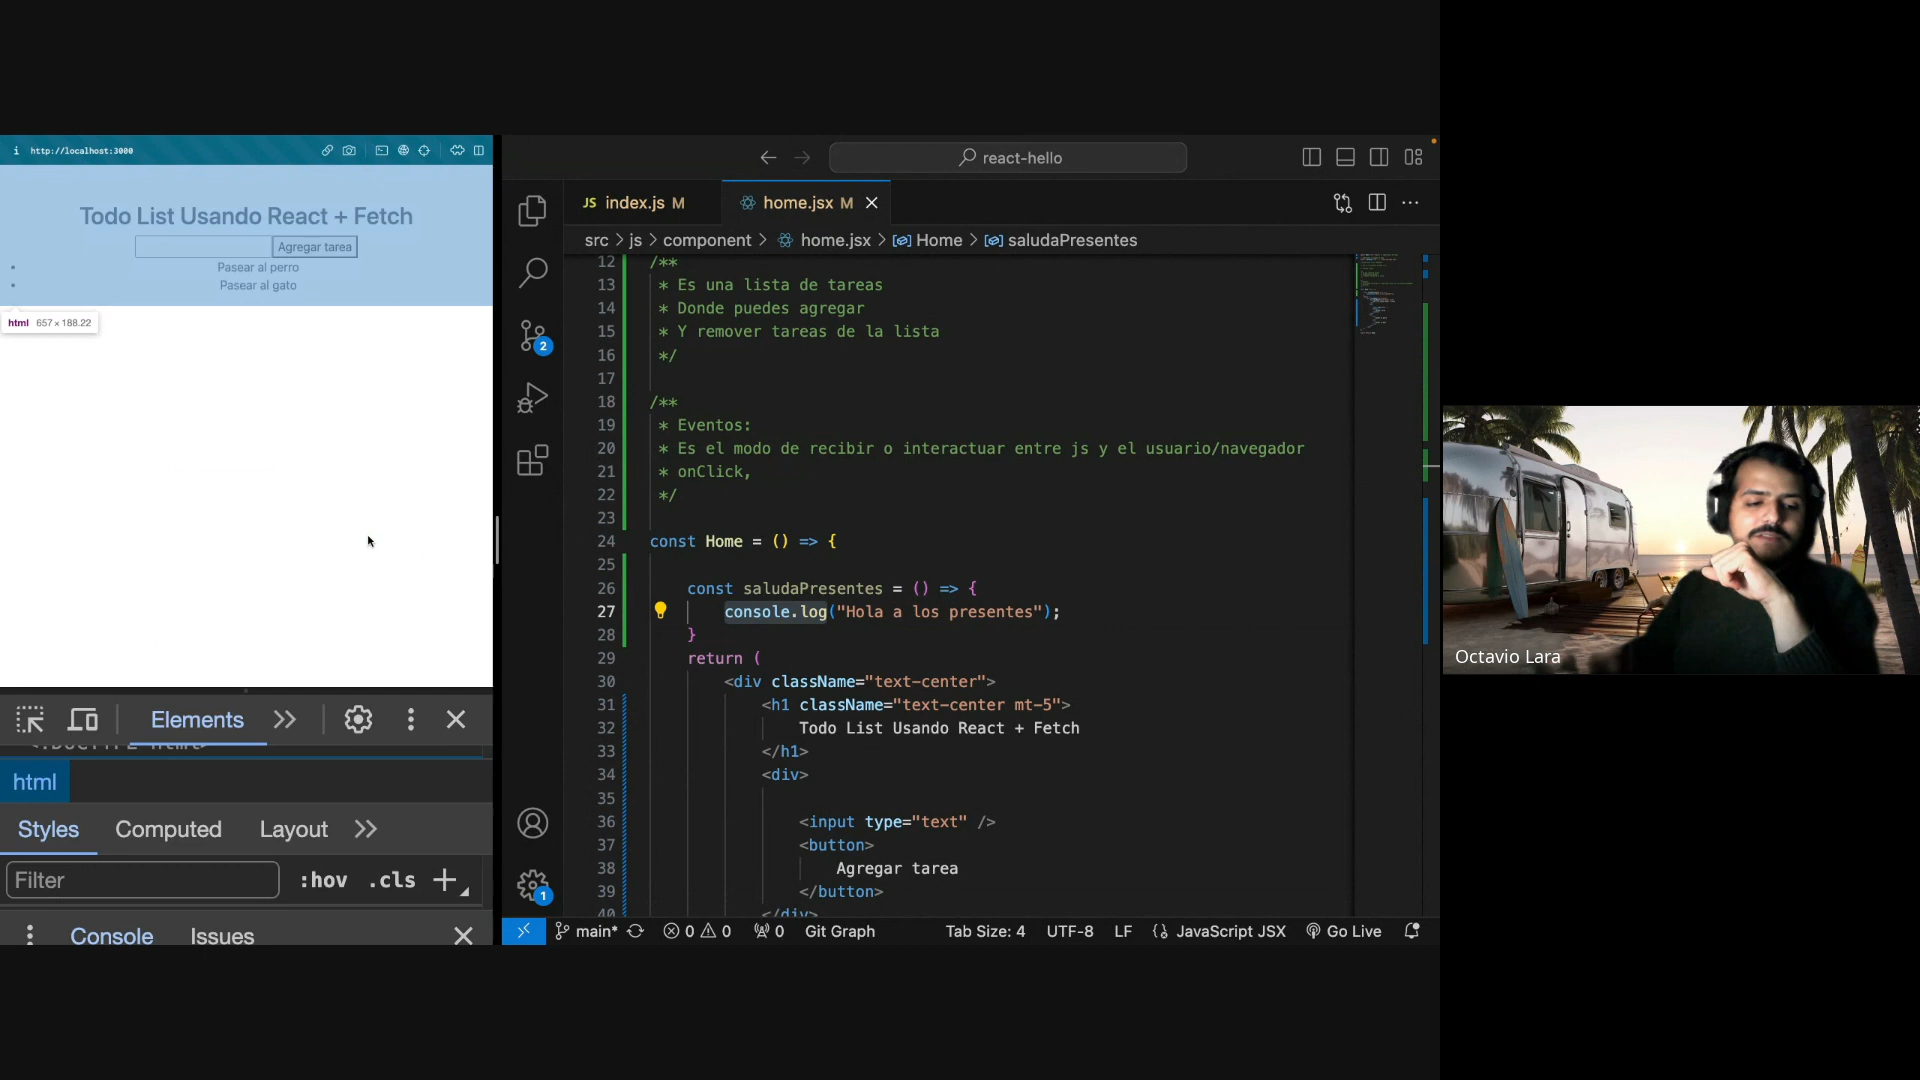 http://localhost:3000
Todo List Usando React + Fetch
Agregar tarea
Pasear al perro
Pasear al gato
html 657 × 188.22
Elements
html
Styles Computed Layout
Filter :hov .cls
Console Issues
react-hello
JS index.js M
home.jsx M
src > js > component > home.jsx > Home > saludaPresentes
12 /**
13 * Es una lista de tareas
14 * Donde puedes agregar
15 * Y remover tareas de la lista
16 */
17
18 /**
19 * Eventos:
20 * Es el modo de recibir o interactuar entre js y el usuario/navegador
21 * onClick,
22 */
23
24 const Home = () => {
25
26 const saludaPresentes = () => {
27 console.log("Hola a los presentes");
28 }
29 return (
30 <div className="text-center">
31 <h1 className="text-center mt-5">
32 Todo List Usando React + Fetch
33 </h1>
34 <div>
35
36 <input type="text" />
37 <button>
38 Agregar tarea
39 </button>
40 </div>
2
1
main* 0 0 0 Git Graph Tab Size: 4 UTF-8 LF {} JavaScript JSX Go Live
Octavio Lara